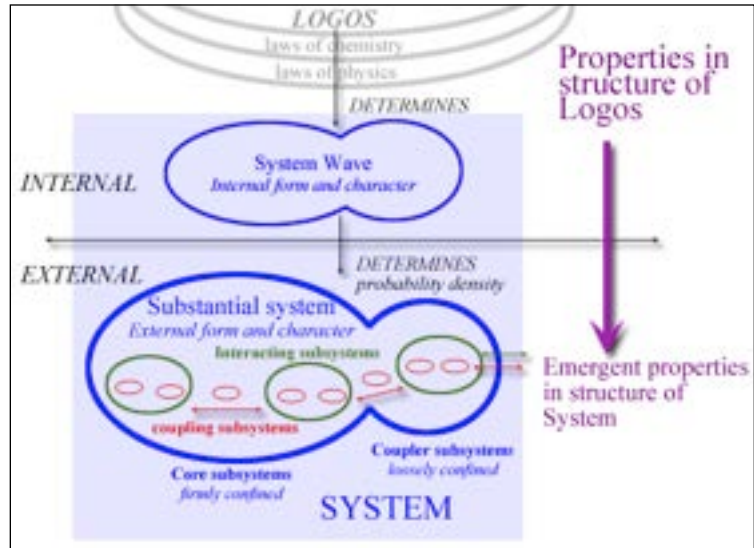 LOGOS
laws of chemistry
laws of physics
DETERMINES
Properties in
structure of
Logos
System Wave
Internal form and character
INTERNAL
EXTERNAL
DETERMINES
probability density
Substantial system
External form and character
Interacting subsystems
coupling subsystems
Emergent properties
in structure of
System
Core subsystems
firmly confined
Coupler subsystems
loosely confined
SYSTEM